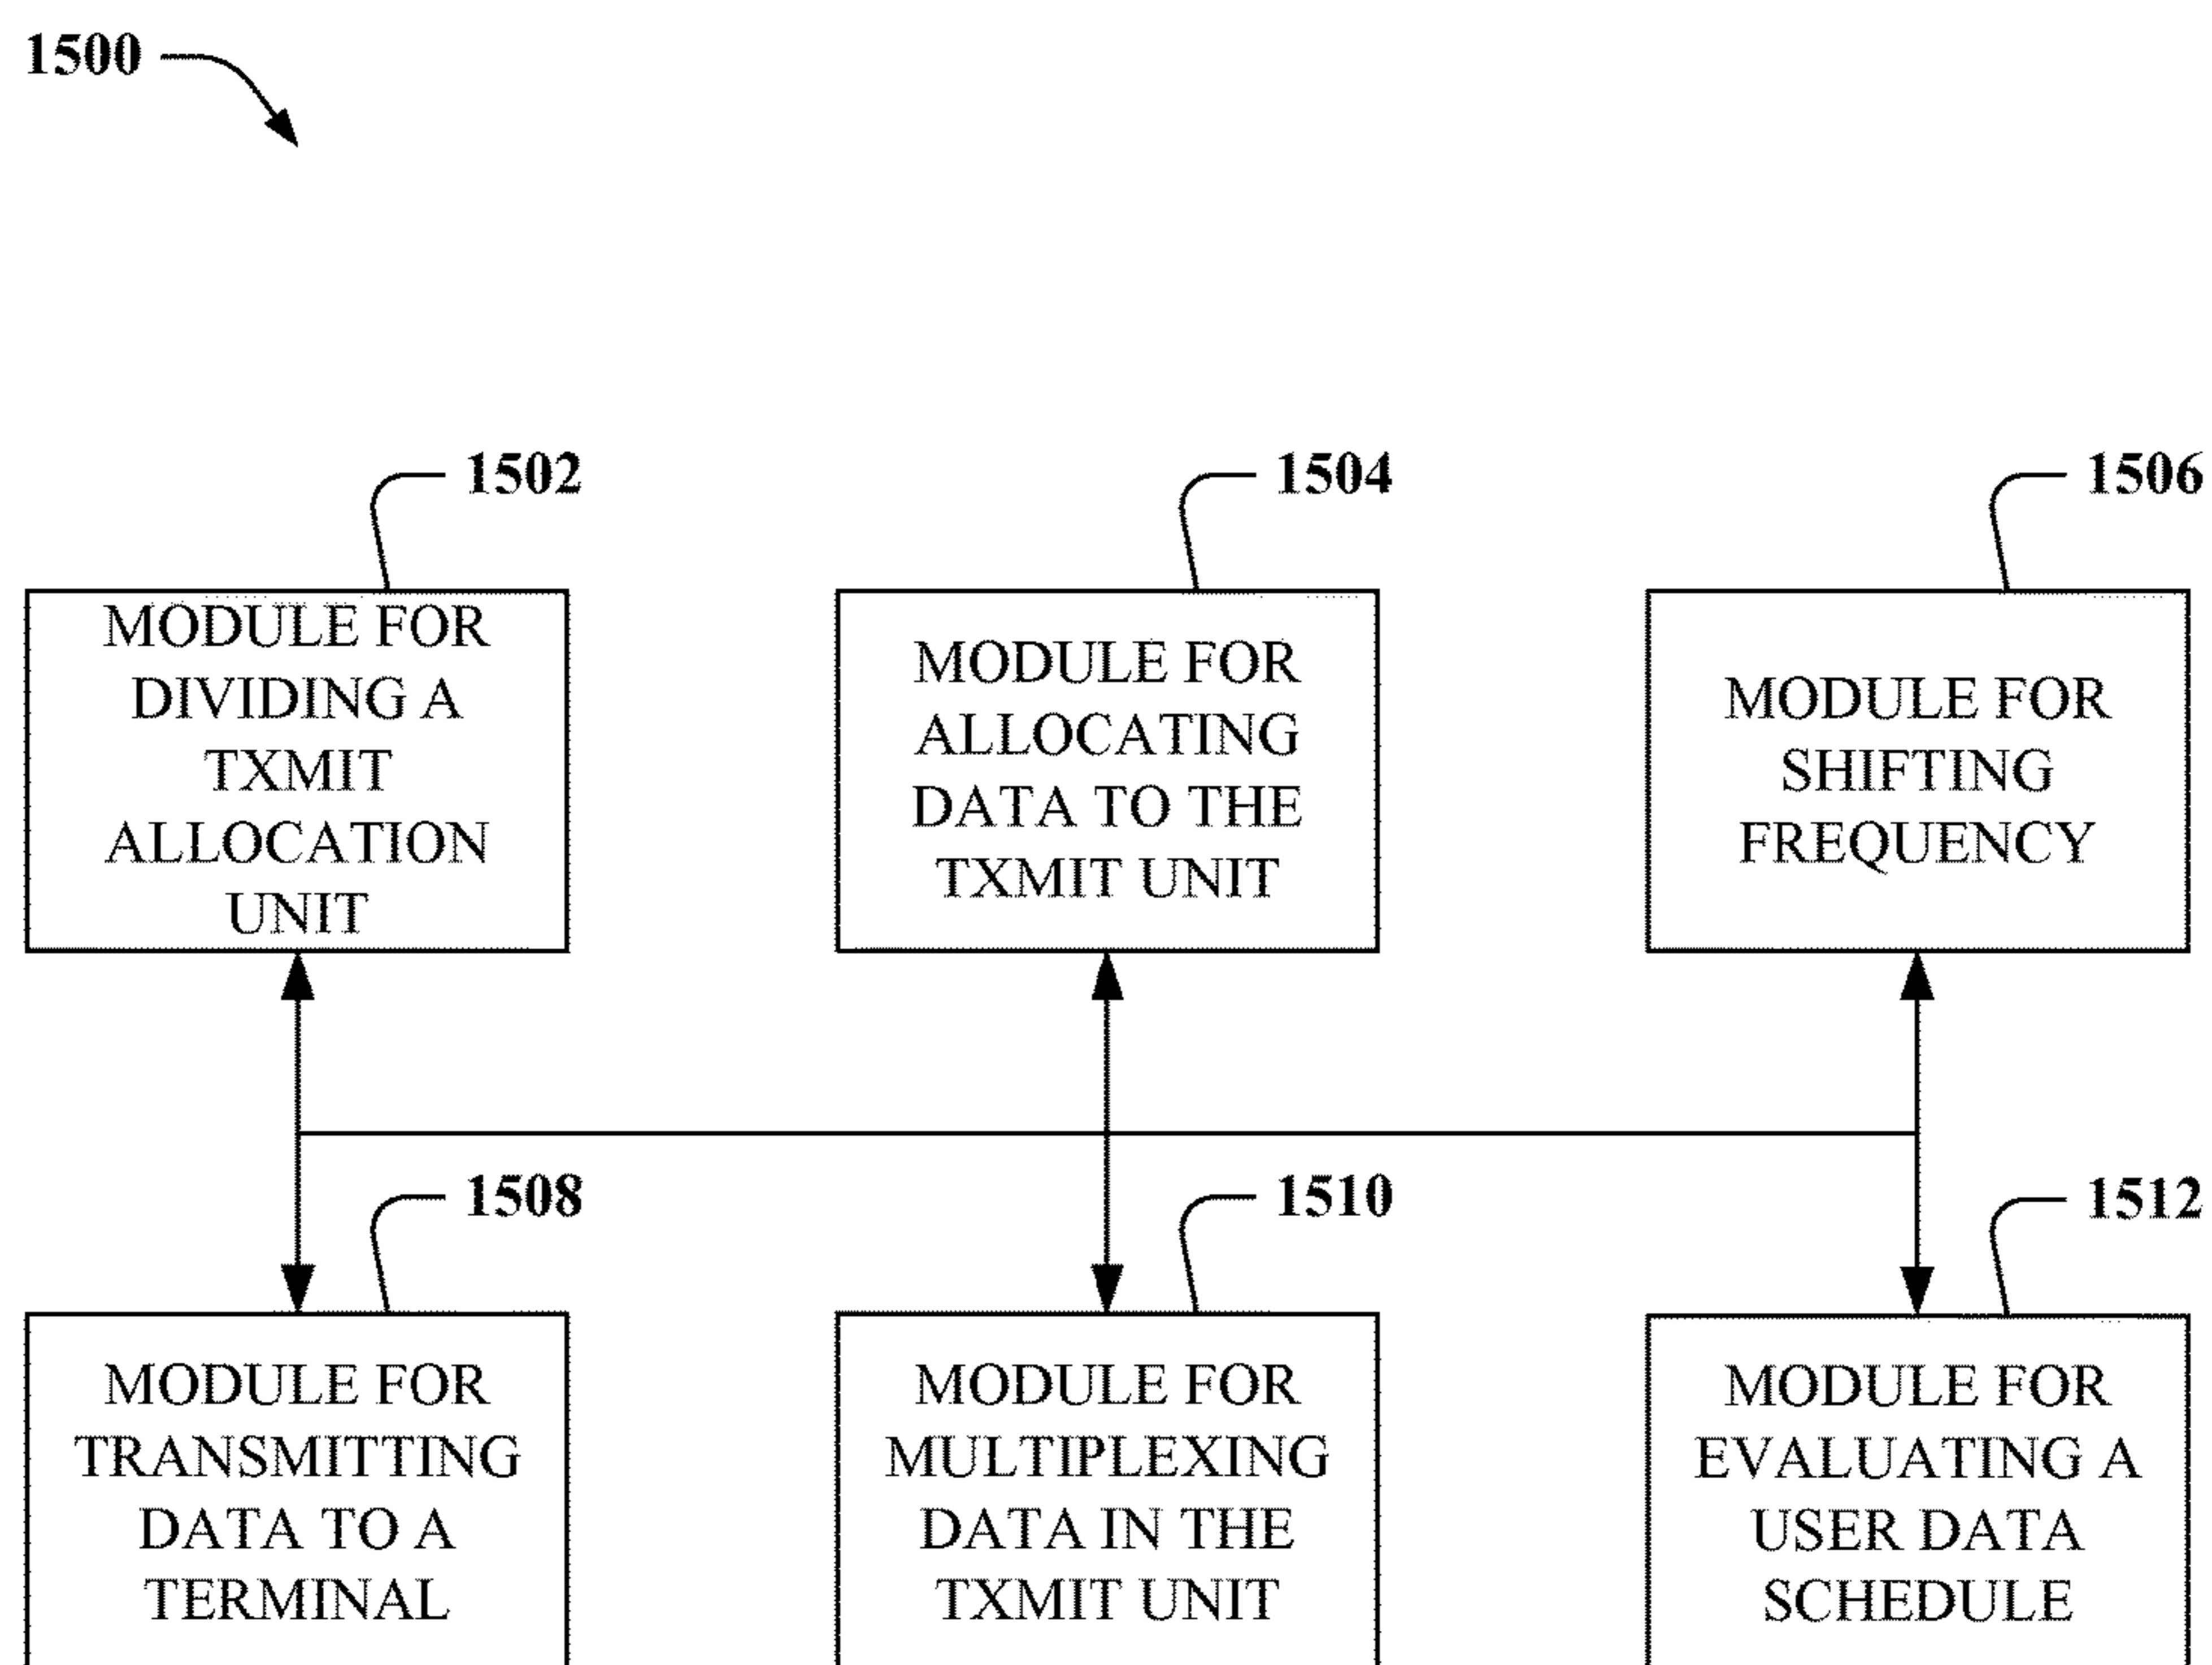 1500
1502
MODULE FOR
DIVIDING A
TXMIT
ALLOCATION
UNIT
1504
MODULE FOR
ALLOCATING
DATA TO THE
TXMIT UNIT
1506
MODULE FOR
SHIFTING
FREQUENCY
1508
MODULE FOR
TRANSMITTING
DATA TO A
TERMINAL
1510
MODULE FOR
MULTIPLEXING
DATA IN THE
TXMIT UNIT
1512
MODULE FOR
EVALUATING A
USER DATA
SCHEDULE